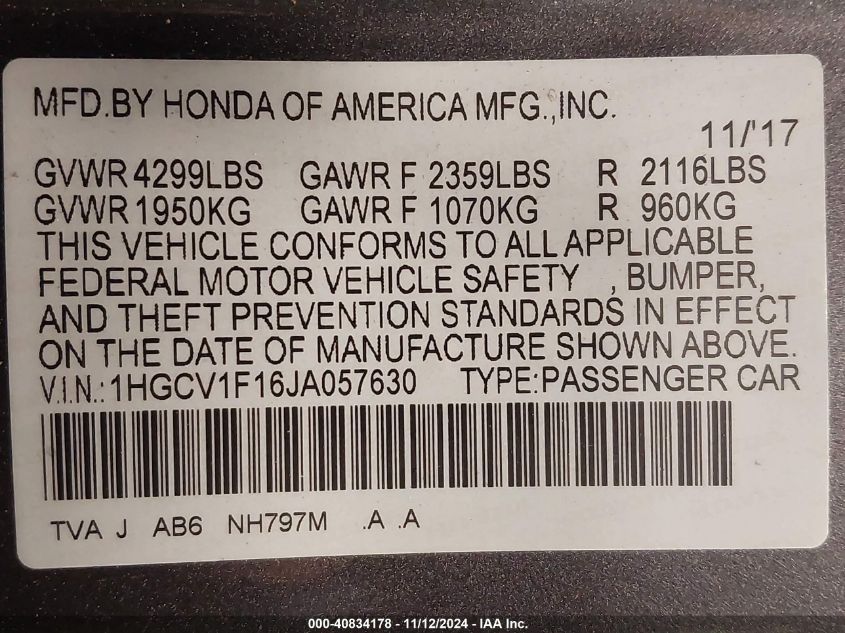 MFD.BY HONDA OF AMERICA MFG.,INC.
11/'17
GVWR 4299LBS GAWR F 2359LBS R 2116LBS
GVWR 1950KG GAWR F 1070KG R 960KG
THIS VEHICLE CONFORMS TO ALL APPLICABLE
FEDERAL MOTOR VEHICLE SAFETY , BUMPER,
AND THEFT PREVENTION STANDARDS IN EFFECT
ON THE DATE OF MANUFACTURE SHOWN ABOVE.
V.I.N.: 1HGCV1F16JA057630 TYPE:PASSENGER CAR
TVA J AB6 NH797M .A .A
000-40834178 - 11/12/2024 - IAA Inc.